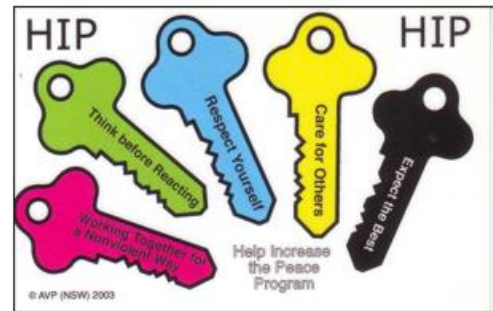 HIP
HIP
Think before Reacting
Respect Yourself
Care for Others
Expect the Best
Working Together for
a Nonviolent Way
Help Increase
the Peace
Program
© AVP (NSW) 2003